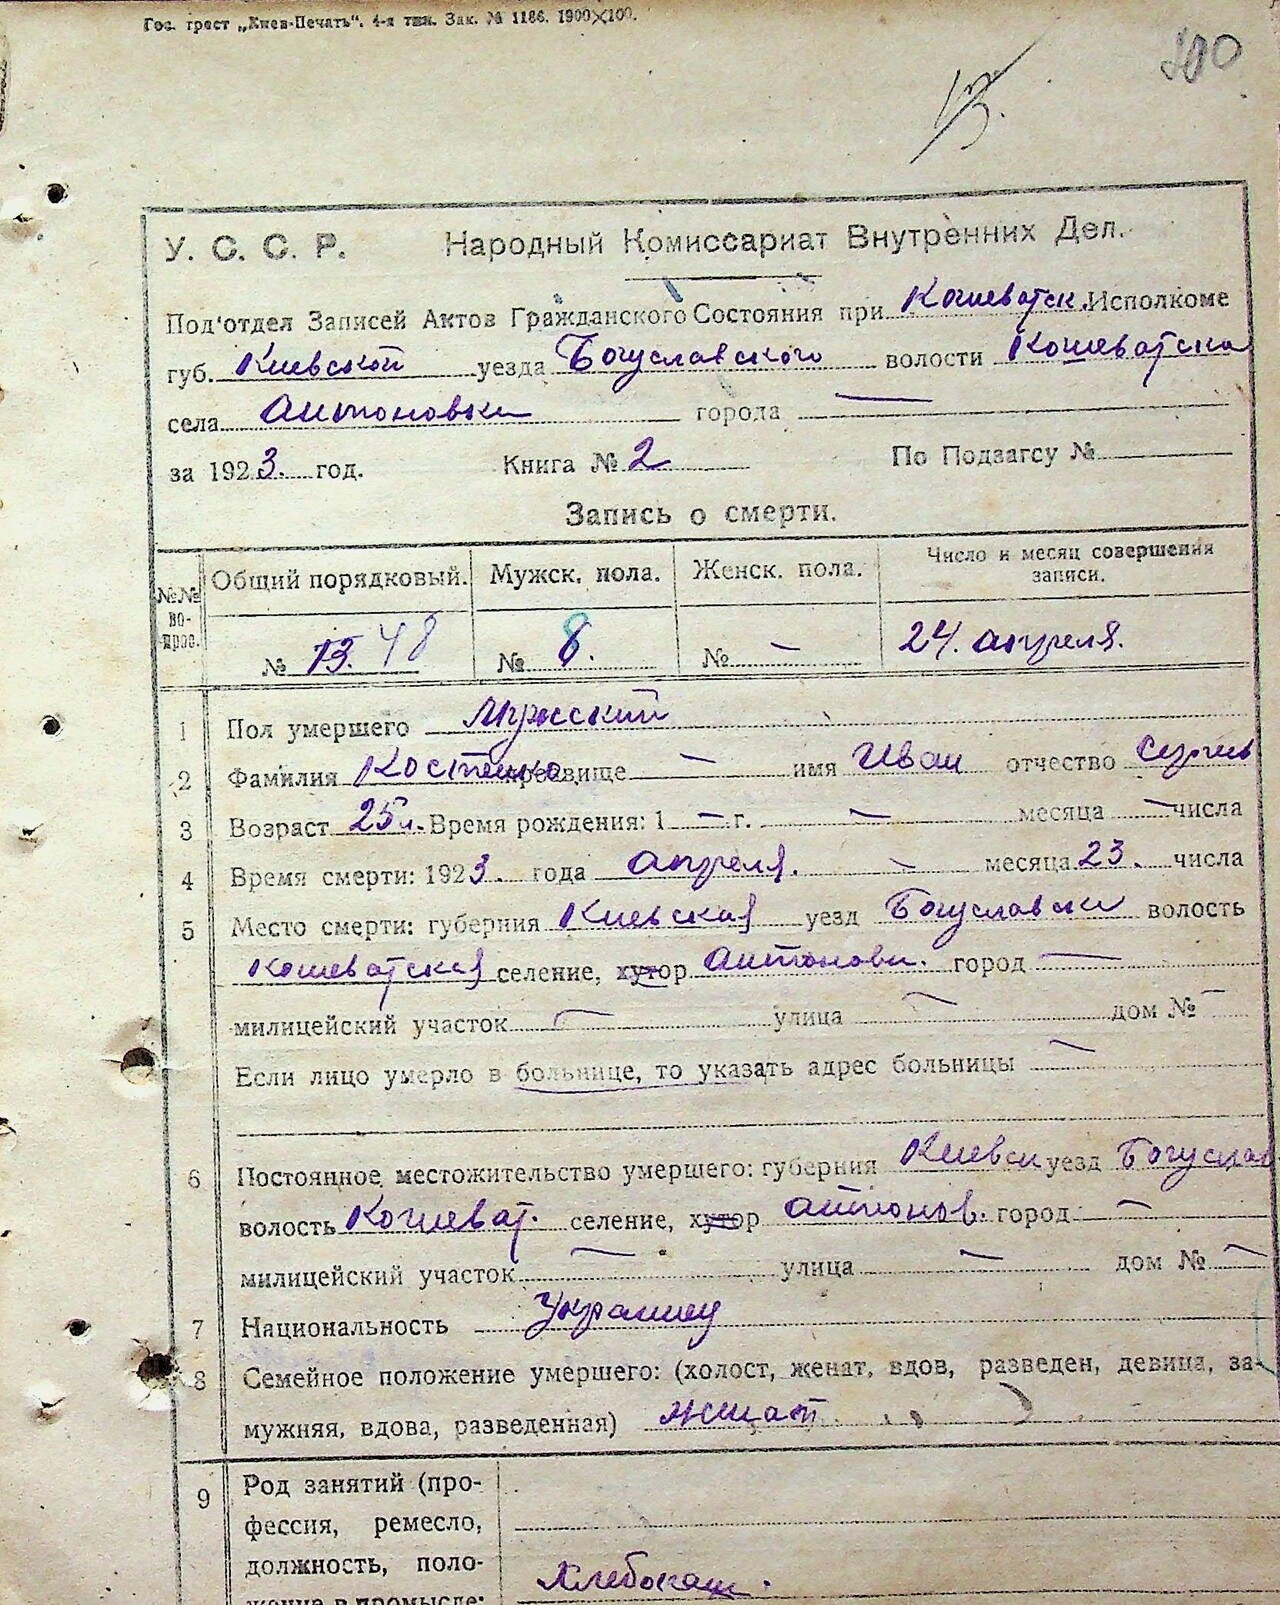 Гос. трест „Киев-Печать“. 4-я тип. Зак. № 1186. 1900×100.
У. С. С. Р. Народный Комиссариат Внутренних Дел.
Под'отдел Записей Актов Гражданского Состояния при Кошеватск. Исполкоме
губ. Киевской уезда Богуславского волости Кошеватска
села Антоновки города —
за 1923. год. Книга № 2 По Подзагсу №
Запись о смерти.
№№ во-прос. Общий порядковый. Мужск. пола. Женск. пола. Число и месяц совершения записи.
№ 13. 48 № 8. № — 24. апреля.
1 Пол умершего Мужский
2 Фамилия Костенко прозвище — имя Иван отчество Сергиев
3 Возраст 25 л. Время рождения: 1 — г. — месяца — числа
4 Время смерти: 1923. года апреля. — месяца 23. числа
5 Место смерти: губерния Киевская уезд Богуславски волость
Кошеватская селение, хутор Антоновк. город —
милицейский участок — улица — дом № —
Если лицо умерло в больнице, то указать адрес больницы —
6 Постоянное местожительство умершего: губерния Киевск уезд Богуслав
волость Кошеват. селение, хутор Антонов. город —
милицейский участок — улица — дом № —
7 Национальность Украинец
8 Семейное положение умершего: (холост, женат, вдов, разведен, девица, за-
мужняя, вдова, разведенная) женат
9 Род занятий (про-
фессия, ремесло,
должность, поло-
жение в промысле: Хлебопаш.